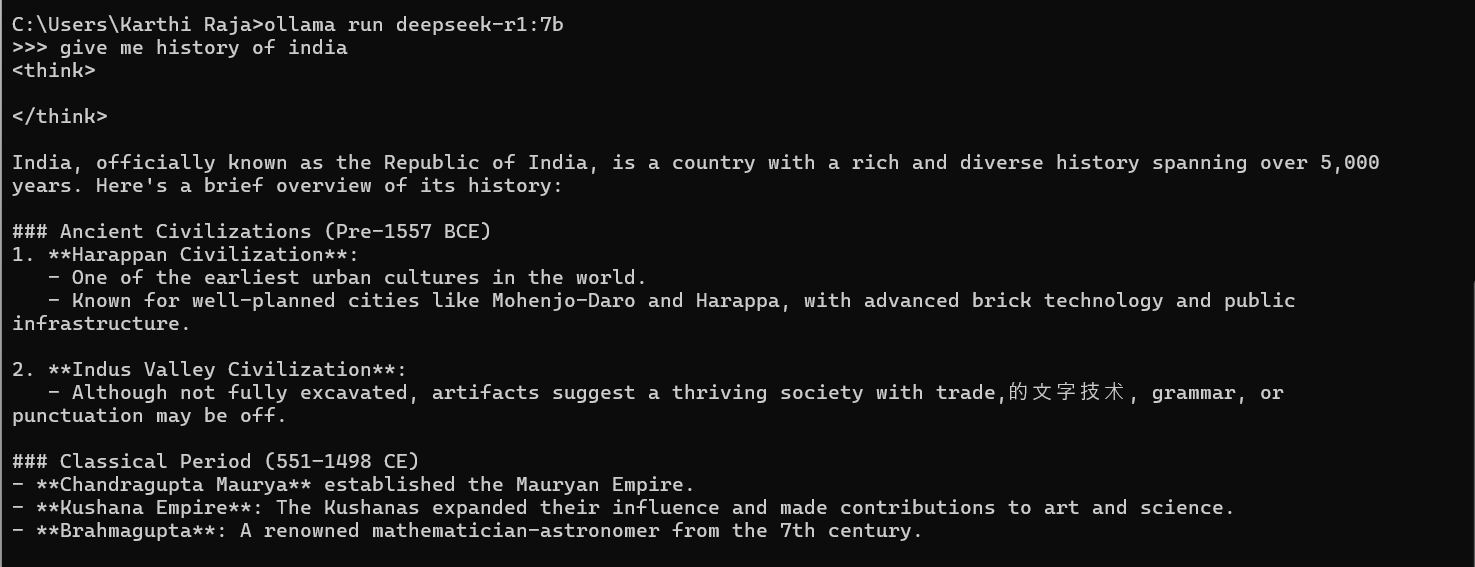 C:\Users\Karthi Raja>ollama run deepseek-r1:7b
>>> give me history of india
<think>

</think>

India, officially known as the Republic of India, is a country with a rich and diverse history spanning over 5,000
years. Here's a brief overview of its history:

### Ancient Civilizations (Pre-1557 BCE)
1. **Harappan Civilization**:
   - One of the earliest urban cultures in the world.
   - Known for well-planned cities like Mohenjo-Daro and Harappa, with advanced brick technology and public
infrastructure.

2. **Indus Valley Civilization**:
   - Although not fully excavated, artifacts suggest a thriving society with trade,的文字技术, grammar, or
punctuation may be off.

### Classical Period (551-1498 CE)
- **Chandragupta Maurya** established the Mauryan Empire.
- **Kushana Empire**: The Kushanas expanded their influence and made contributions to art and science.
- **Brahmagupta**: A renowned mathematician-astronomer from the 7th century.